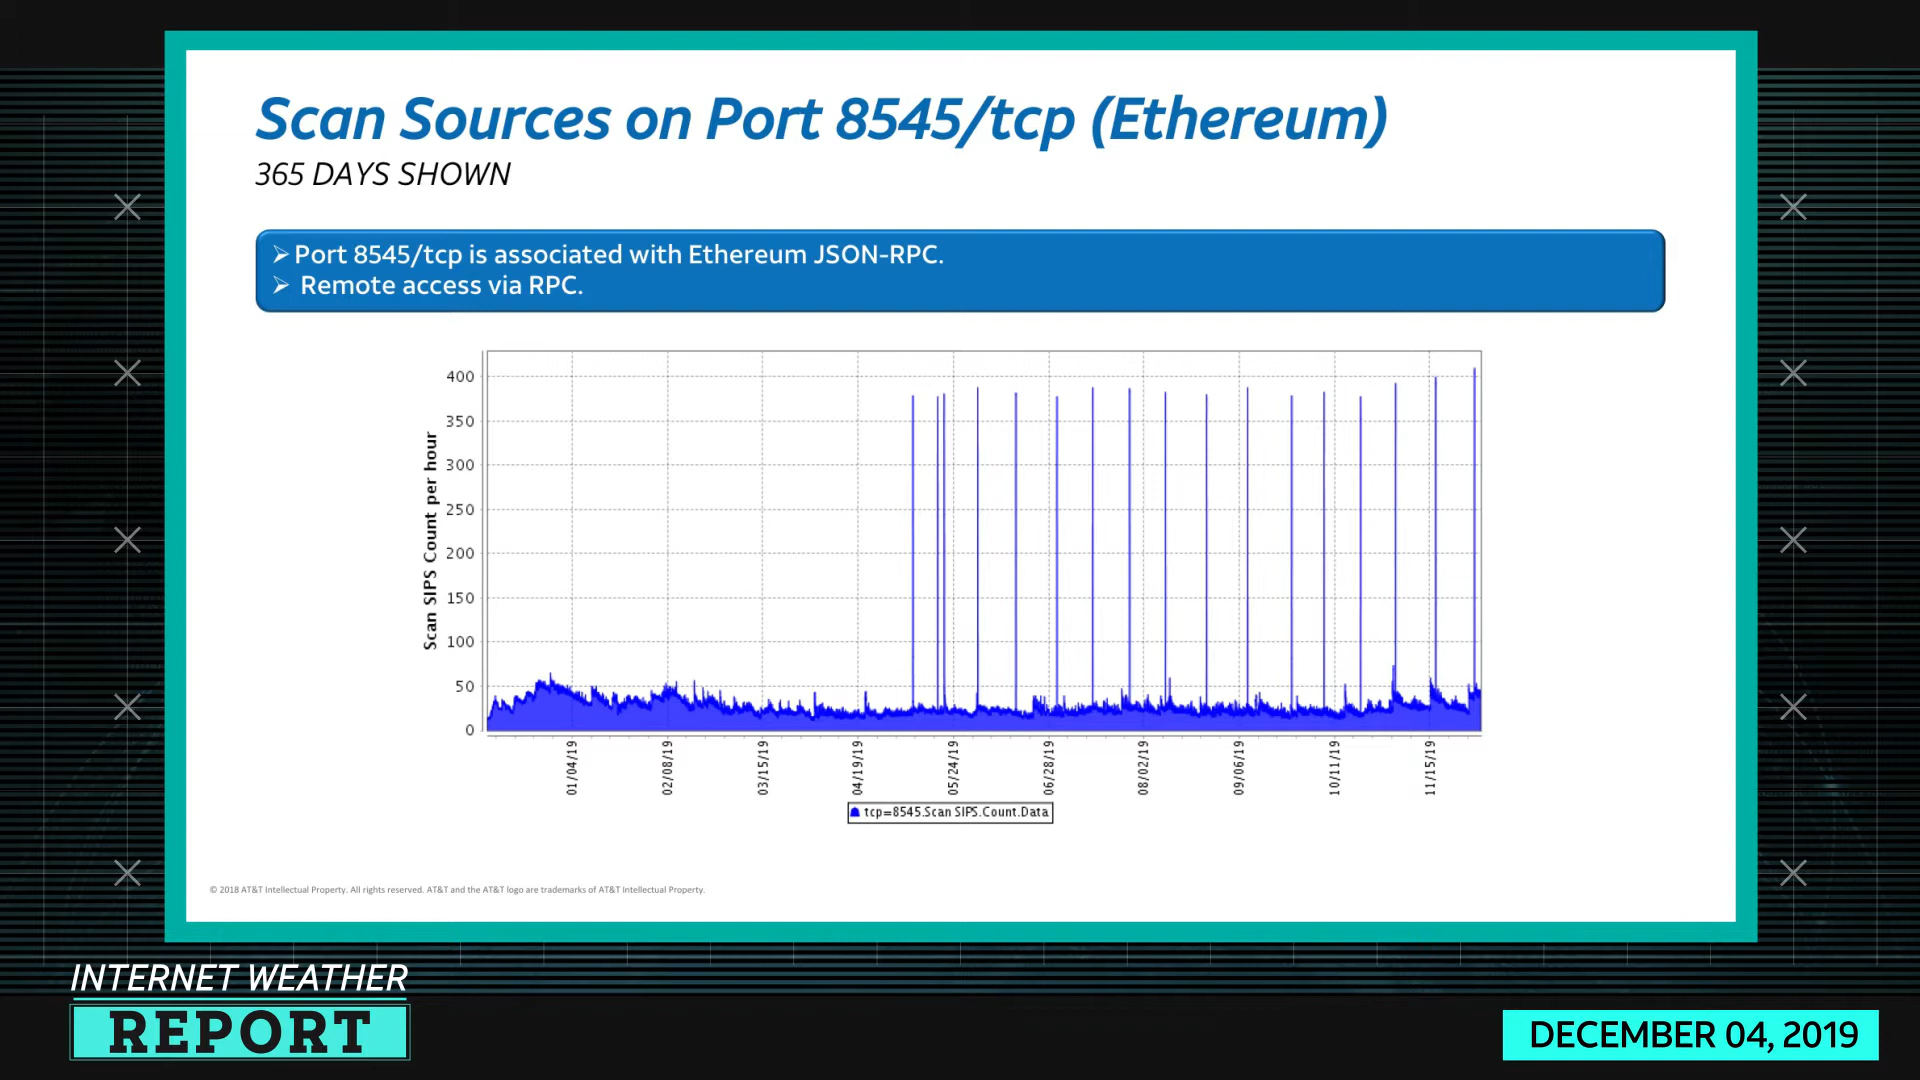 Scan Sources on Port 8545/tcp (Ethereum)
365 DAYS SHOWN
➢ Port 8545/tcp is associated with Ethereum JSON-RPC.
➢ Remote access via RPC.
Scan SIPS Count per hour
400
350
300
250
200
150
100
50
0
01/04/19
02/08/19
03/15/19
04/19/19
05/24/19
06/28/19
08/02/19
09/06/19
10/11/19
11/15/19
tcp=8545.Scan SIPS.Count.Data
© 2018 AT&T Intellectual Property. All rights reserved. AT&T and the AT&T logo are trademarks of AT&T Intellectual Property.
INTERNET WEATHER
REPORT
DECEMBER 04, 2019